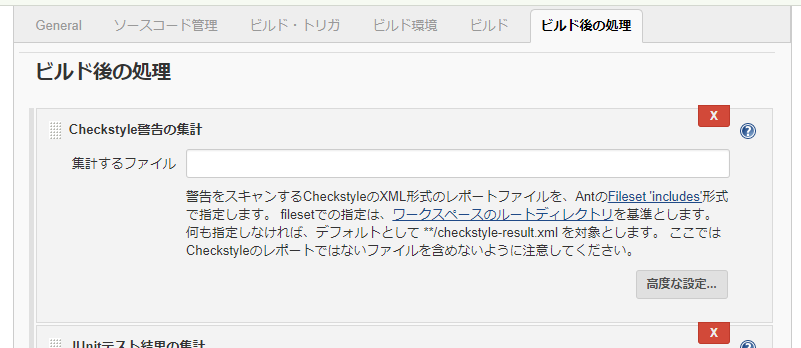 General ソースコード管理 ビルド・トリガ ビルド環境 ビルド ビルド後の処理
ビルド後の処理
X
Checkstyle警告の集計
集計するファイル
警告をスキャンするCheckstyleのXML形式のレポートファイルを、AntのFileset 'includes'形式
で指定します。 filesetでの指定は、ワークスペースのルートディレクトリを基準とします。
何も指定しなければ、デフォルトとして **/checkstyle-result.xml を対象とします。 ここでは
Checkstyleのレポートではないファイルを含めないように注意してください。
高度な設定...
X
JUnitテスト結果の集計